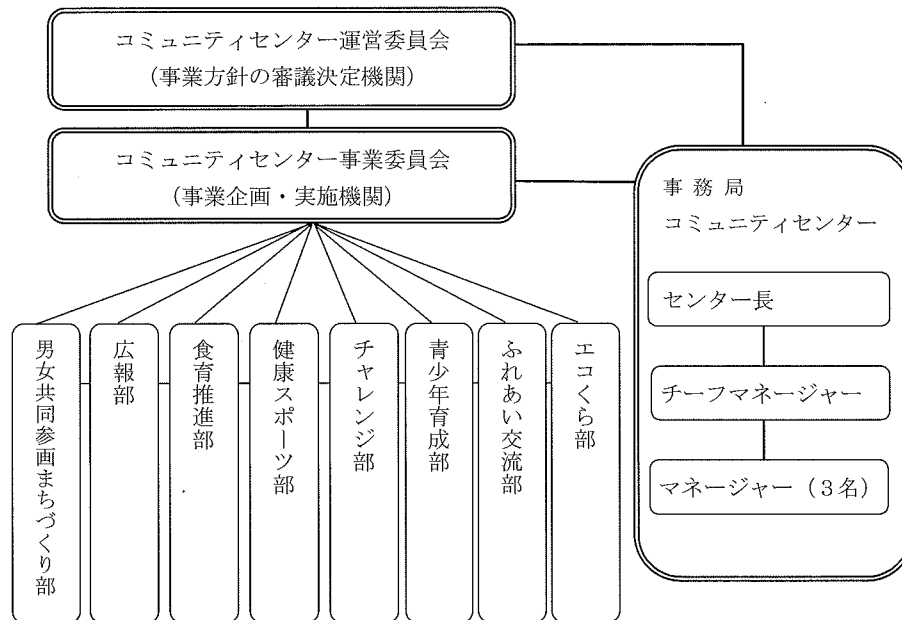 コミュニティセンター運営委員会
(事業方針の審議決定機関)
コミュニティセンター事業委員会
(事業企画・実施機関)
事務局
コミュニティセンター
センター長
チーフマネージャー
マネージャー(3名)
男女共同参画まちづくり部
広報部
食育推進部
健康スポーツ部
チャレンジ部
青少年育成部
ふれあい交流部
エコくら部